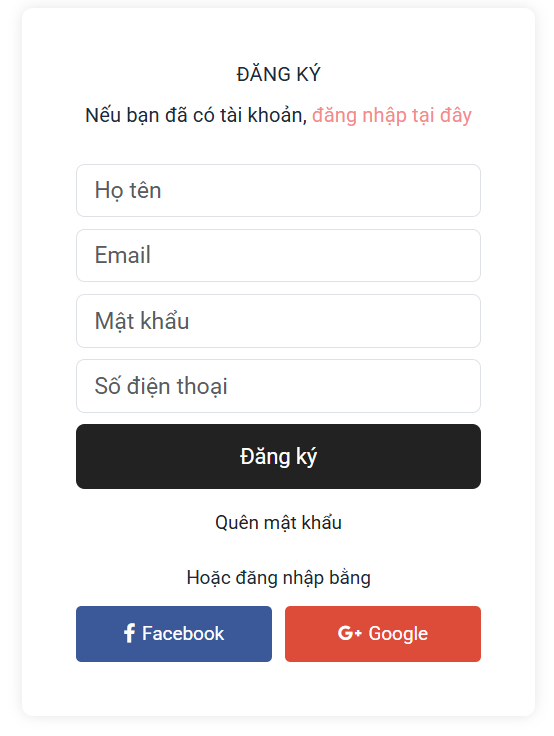 ĐĂNG KÝ
Nếu bạn đã có tài khoản, đăng nhập tại đây
Họ tên
Email
Mật khẩu
Số điện thoại
Đăng ký
Quên mật khẩu
Hoặc đăng nhập bằng
Facebook
Google